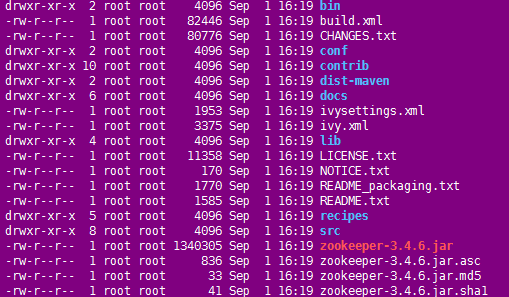 drwxr-xr-x  2 root root    4096 Sep  1 16:19 bin
-rw-r--r--  1 root root   82446 Sep  1 16:19 build.xml
-rw-r--r--  1 root root   80776 Sep  1 16:19 CHANGES.txt
drwxr-xr-x  2 root root    4096 Sep  1 16:19 conf
drwxr-xr-x 10 root root    4096 Sep  1 16:19 contrib
drwxr-xr-x  2 root root    4096 Sep  1 16:19 dist-maven
drwxr-xr-x  6 root root    4096 Sep  1 16:19 docs
-rw-r--r--  1 root root    1953 Sep  1 16:19 ivysettings.xml
-rw-r--r--  1 root root    3375 Sep  1 16:19 ivy.xml
drwxr-xr-x  4 root root    4096 Sep  1 16:19 lib
-rw-r--r--  1 root root   11358 Sep  1 16:19 LICENSE.txt
-rw-r--r--  1 root root     170 Sep  1 16:19 NOTICE.txt
-rw-r--r--  1 root root    1770 Sep  1 16:19 README_packaging.txt
-rw-r--r--  1 root root    1585 Sep  1 16:19 README.txt
drwxr-xr-x  5 root root    4096 Sep  1 16:19 recipes
drwxr-xr-x  8 root root    4096 Sep  1 16:19 src
-rw-r--r--  1 root root 1340305 Sep  1 16:19 zookeeper-3.4.6.jar
-rw-r--r--  1 root root     836 Sep  1 16:19 zookeeper-3.4.6.jar.asc
-rw-r--r--  1 root root      33 Sep  1 16:19 zookeeper-3.4.6.jar.md5
-rw-r--r--  1 root root      41 Sep  1 16:19 zookeeper-3.4.6.jar.sha1